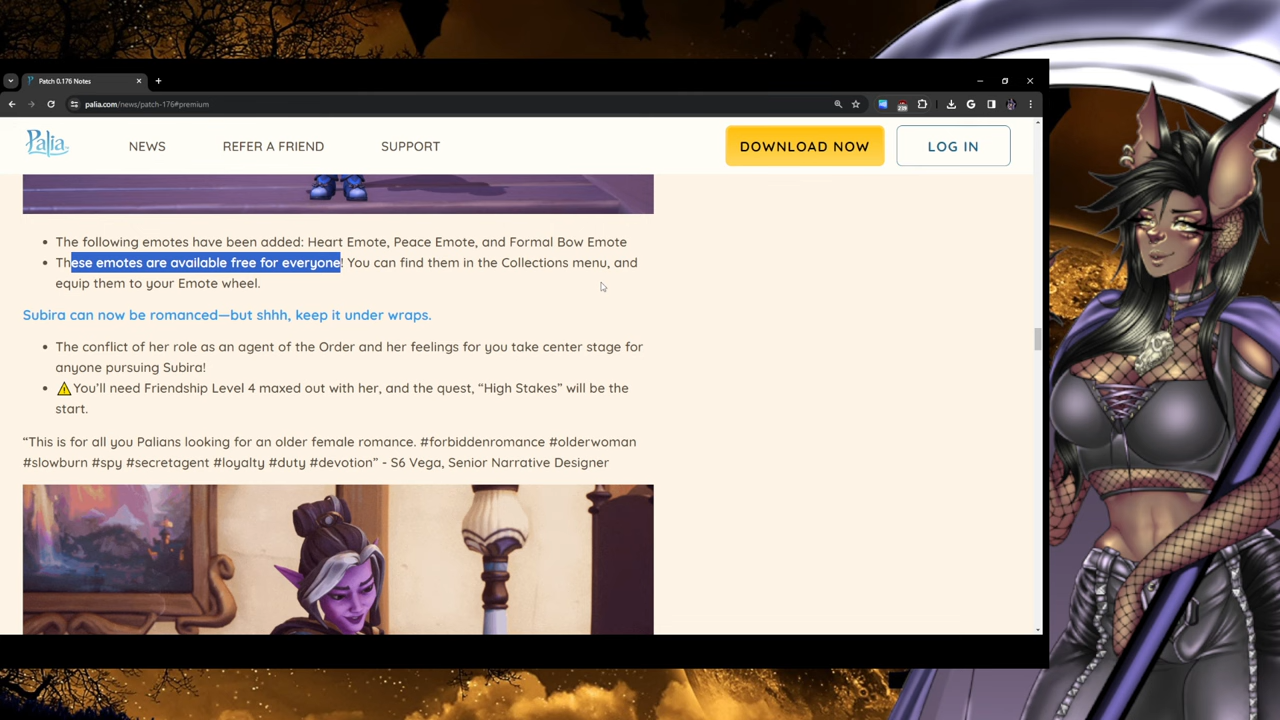 Patch 0.176 Notes
palia.com/news/patch-176#premium
235
Palia
NEWS
REFER A FRIEND
SUPPORT
DOWNLOAD NOW
LOG IN
• The following emotes have been added: Heart Emote, Peace Emote, and Formal Bow Emote
• These emotes are available free for everyone! You can find them in the Collections menu, and
equip them to your Emote wheel.
Subira can now be romanced—but shhh, keep it under wraps.
• The conflict of her role as an agent of the Order and her feelings for you take center stage for
anyone pursuing Subira!
• ⚠️You’ll need Friendship Level 4 maxed out with her, and the quest, “High Stakes” will be the
start.
“This is for all you Palians looking for an older female romance. #forbiddenromance #olderwoman
#slowburn #spy #secretagent #loyalty #duty #devotion” - S6 Vega, Senior Narrative Designer